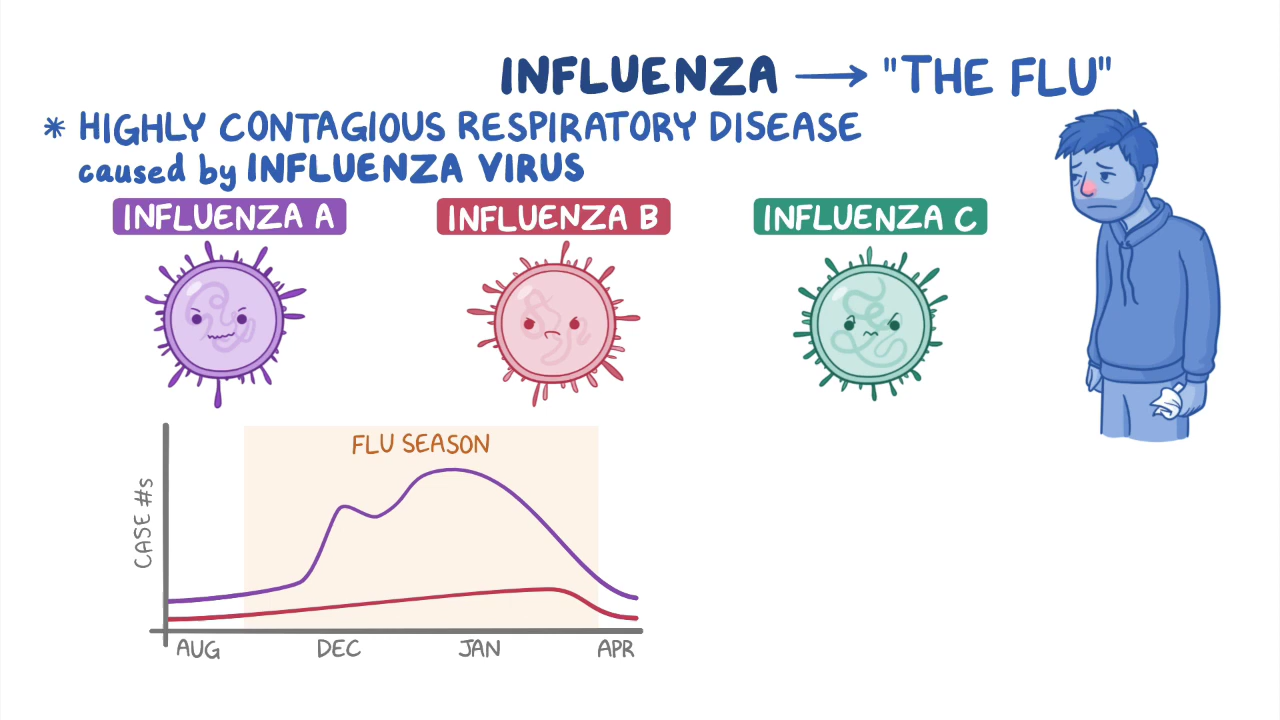 INFLUENZA → "THE FLU"
* HIGHLY CONTAGIOUS RESPIRATORY DISEASE
caused by INFLUENZA VIRUS
INFLUENZA A
INFLUENZA B
INFLUENZA C
FLU SEASON
CASE #s
AUG DEC JAN APR